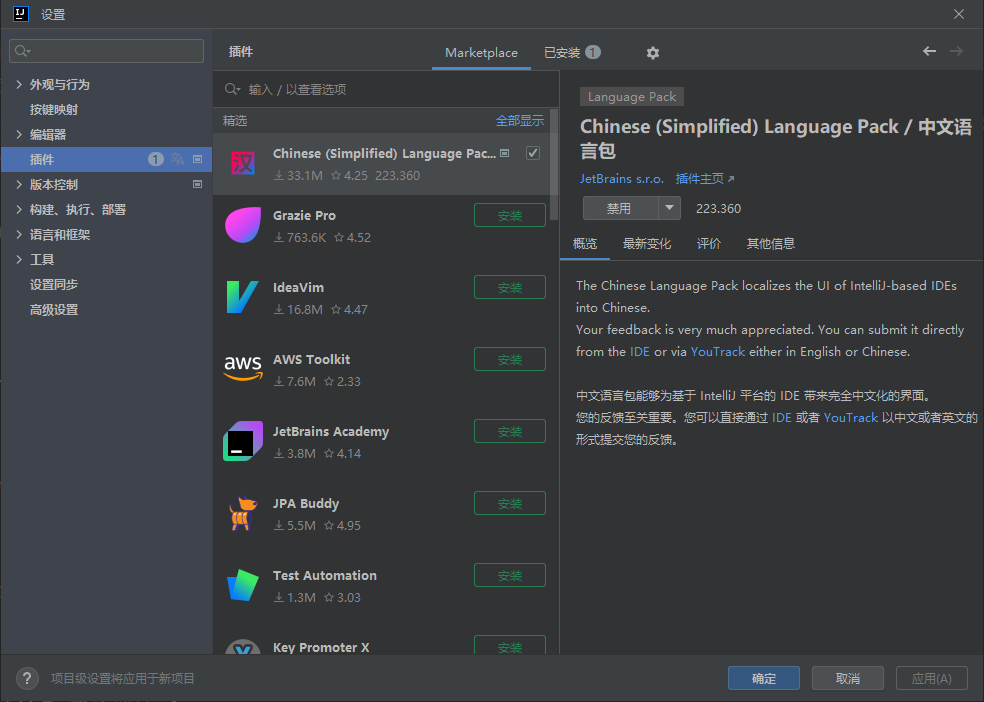 设置
外观与行为
按键映射
编辑器
插件 1
版本控制
构建、执行、部署
语言和框架
工具
设置同步
高级设置
插件 Marketplace 已安装 1
输入 / 以查看选项
精选 全部显示
汉
Chinese (Simplified) Language Pac...
33.1M 4.25 223.360
Grazie Pro 安装
763.6K 4.52
IdeaVim 安装
16.8M 4.47
aws
AWS Toolkit 安装
7.6M 2.33
JetBrains Academy 安装
3.8M 4.14
JPA Buddy 安装
5.5M 4.95
Test Automation 安装
1.3M 3.03
Key Promoter X 安装
Language Pack
Chinese (Simplified) Language Pack / 中文语
言包
JetBrains s.r.o. 插件主页
禁用 223.360
概览 最新变化 评价 其他信息
The Chinese Language Pack localizes the UI of IntelliJ-based IDEs
into Chinese.
Your feedback is very much appreciated. You can submit it directly
from the IDE or via YouTrack either in English or Chinese.
中文语言包能够为基于 IntelliJ 平台的 IDE 带来完全中文化的界面。
您的反馈至关重要。您可以直接通过 IDE 或者 YouTrack 以中文或者英文的
形式提交您的反馈。
? 项目级设置将应用于新项目
确定 取消 应用(A)